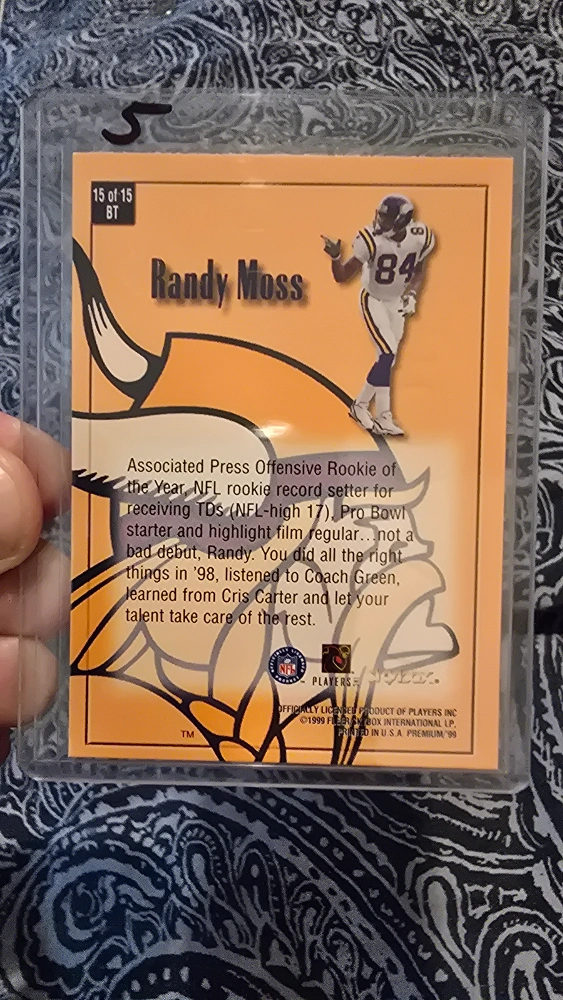 5
15 of 15
BT
84
8
Randy Moss
Associated Press Offensive Rookie of
the Year, NFL rookie record setter for
receiving TDs (NFL-high 17), Pro Bowl
starter and highlight film regular...not a
bad debut, Randy. You did all the right
things in '98, listened to Coach Green,
learned from Cris Carter and let your
talent take care of the rest.
NFL
PLAYERS INC
SKYBOX
OFFICIALLY LICENSED PRODUCT OF PLAYERS INC
©1999 FLEER/SKYBOX INTERNATIONAL LP.
TM
PRINTED IN U.S.A. PREMIUM/'99